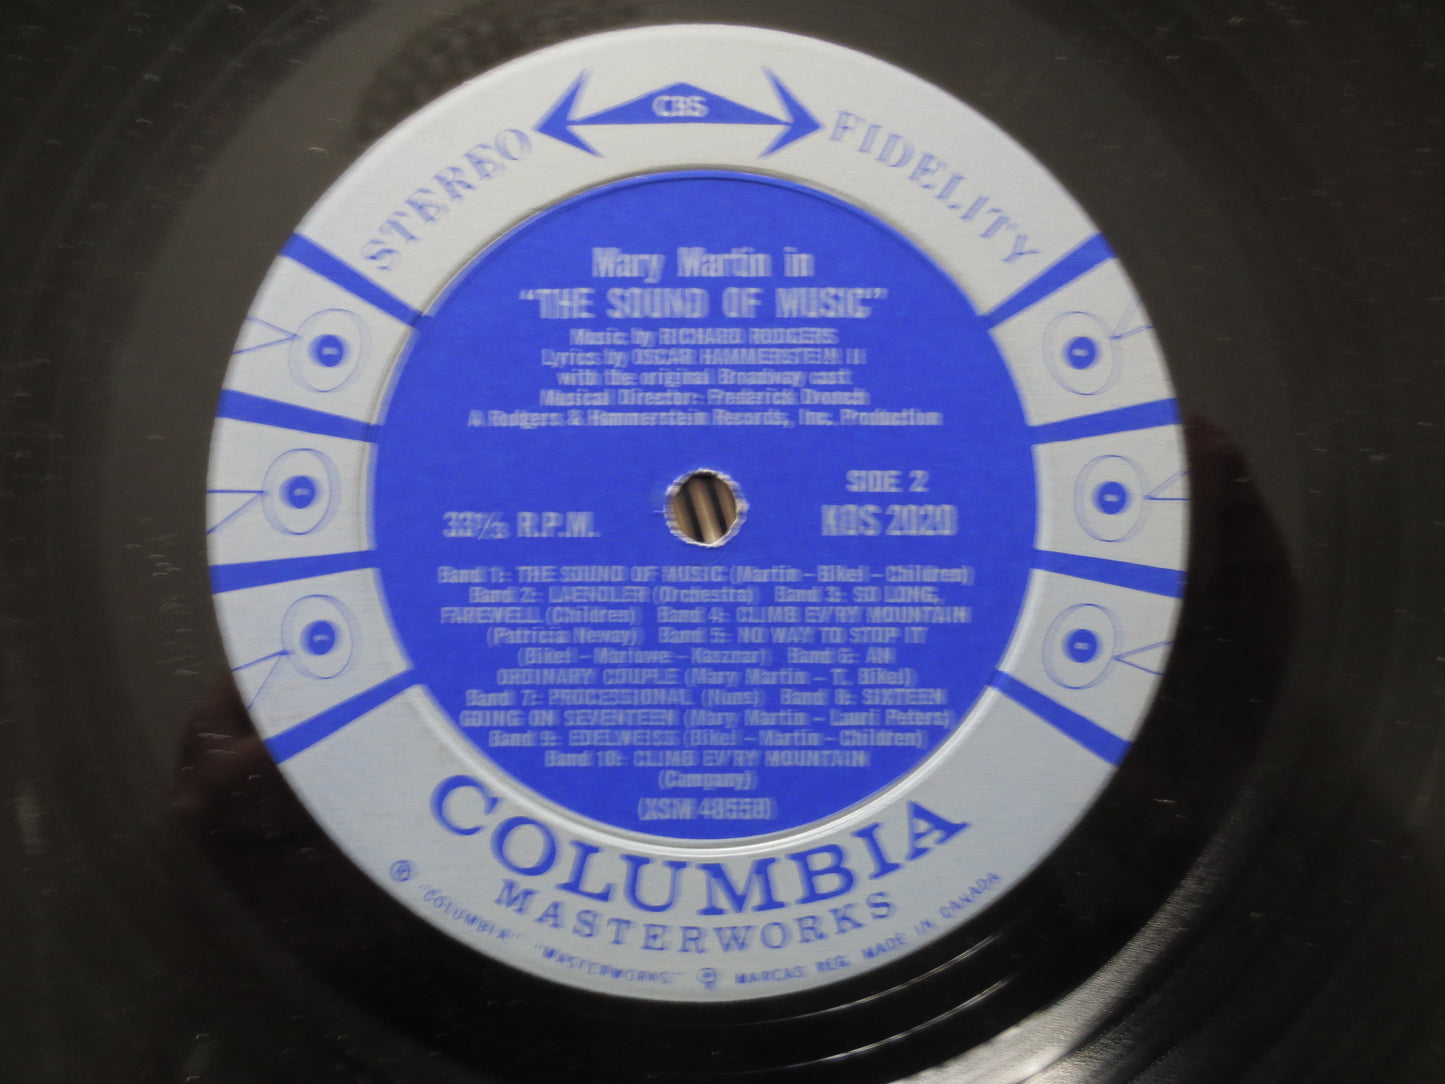 CBS
STEREO FIDELITY
Mary Martin in
"THE SOUND OF MUSIC"
Music by RICHARD RODGERS
Lyrics by OSCAR HAMMERSTEIN II
with the original Broadway cast
Musical Director: Frederick Dvonch
A Rodgers & Hammerstein Records, Inc. Production
SIDE 2
33⅓ R.P.M. KOS 2020
Band 1: THE SOUND OF MUSIC (Martin - Bikel - Children)
Band 2: LAENDLER (Orchestra) Band 3: SO LONG,
FAREWELL (Children) Band 4: CLIMB EV'RY MOUNTAIN
(Patricia Neway) Band 5: NO WAY TO STOP IT
(Bikel - Marlowe - Kasznar) Band 6: AN
ORDINARY COUPLE (Mary Martin - T. Bikel)
Band 7: PROCESSIONAL (Nuns) Band 8: SIXTEEN
GOING ON SEVENTEEN (Mary Martin - Lauri Peters)
Band 9: EDELWEISS (Bikel - Martin - Children)
Band 10: CLIMB EV'RY MOUNTAIN
(Company)
(XSM 48558)
COLUMBIA
MASTERWORKS
® "COLUMBIA" "MASTERWORKS" ® MARCAS REG. MADE IN CANADA